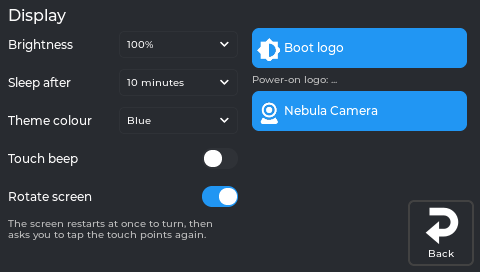 Display
Brightness
100%
Sleep after
10 minutes
Theme colour
Blue
Touch beep
Rotate screen
The screen restarts at once to turn, then
asks you to tap the touch points again.
Boot logo
Power-on logo: ...
Nebula Camera
Back